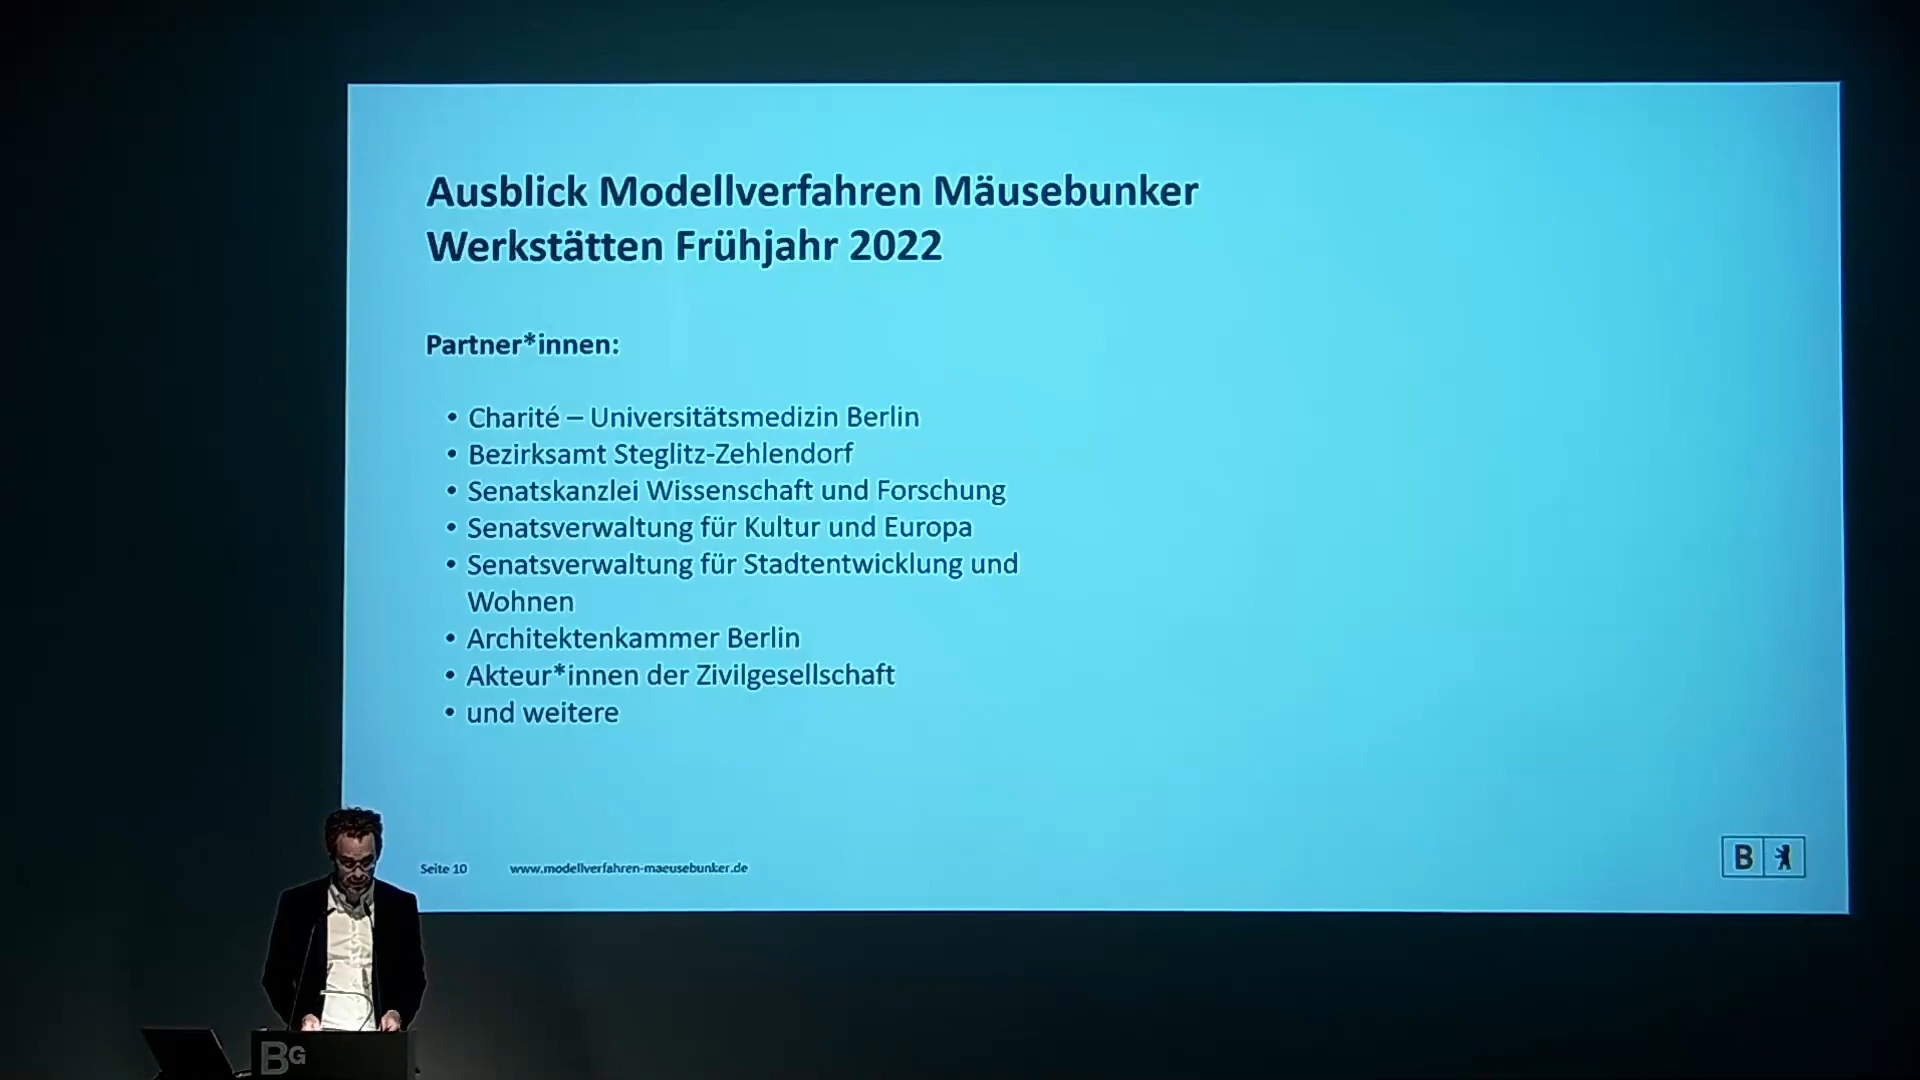 Ausblick Modellverfahren Mäusebunker
Werkstätten Frühjahr 2022
Partner*innen:
• Charité – Universitätsmedizin Berlin
• Bezirksamt Steglitz-Zehlendorf
• Senatskanzlei Wissenschaft und Forschung
• Senatsverwaltung für Kultur und Europa
• Senatsverwaltung für Stadtentwicklung und
Wohnen
• Architektenkammer Berlin
• Akteur*innen der Zivilgesellschaft
• und weitere
Seite 10 www.modellverfahren-maeusebunker.de
B
BG